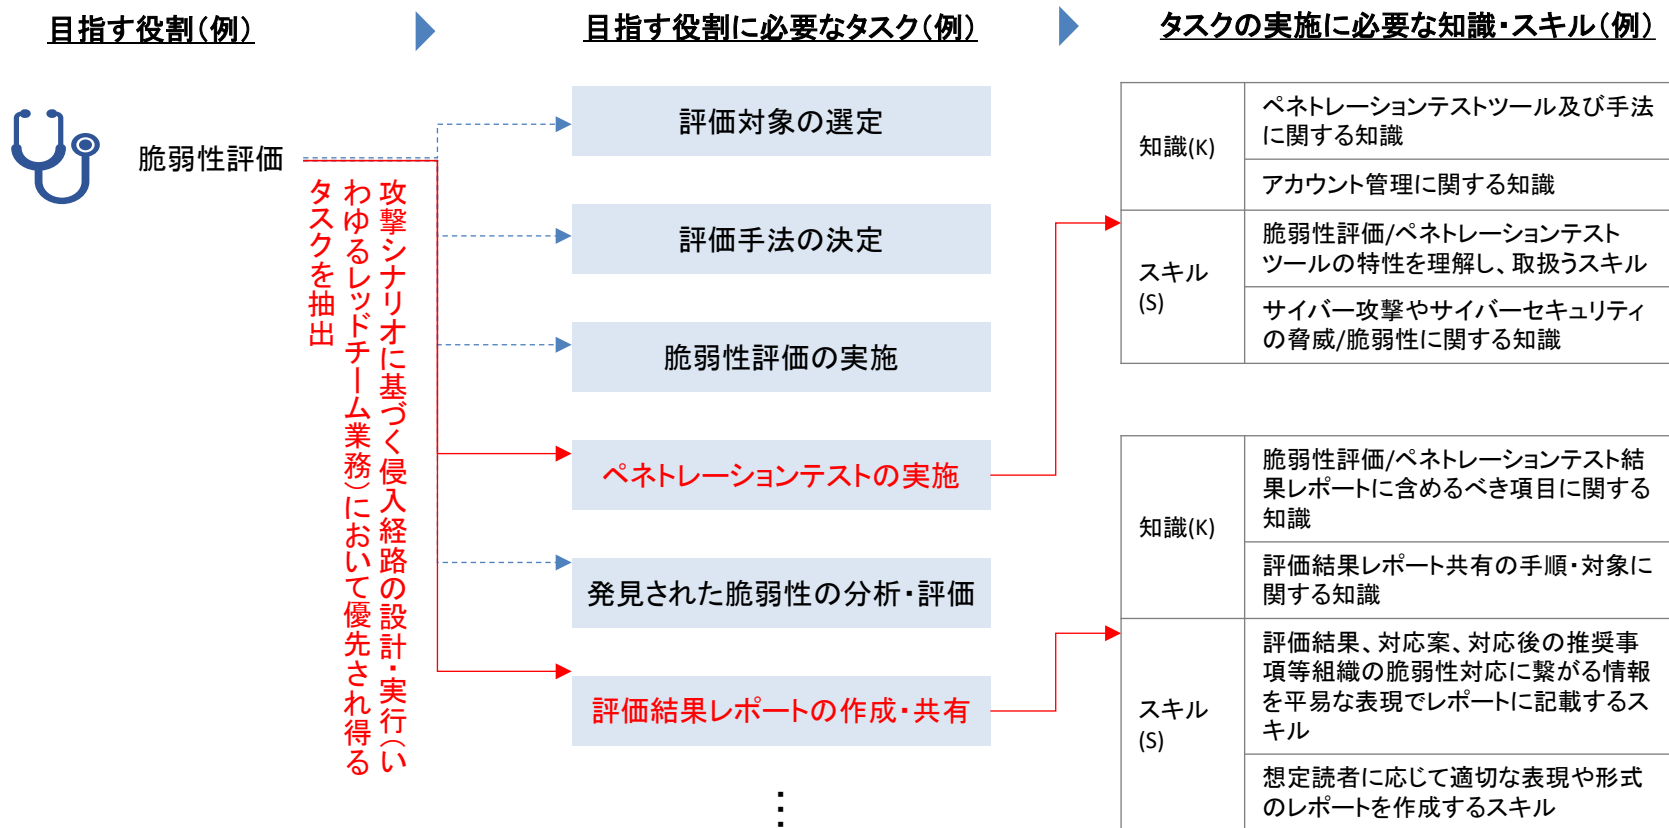 目指す役割(例)
目指す役割に必要なタスク(例)
タスクの実施に必要な知識・スキル(例)
脆弱性評価
攻撃シナリオに基づく侵入経路の設計・実行(い
わゆるレッドチーム業務)において優先され得る
タスクを抽出
評価対象の選定
評価手法の決定
脆弱性評価の実施
ペネトレーションテストの実施
発見された脆弱性の分析・評価
評価結果レポートの作成・共有
⋮
知識(K)
ペネトレーションテストツール及び手法
に関する知識
アカウント管理に関する知識
スキル
(S)
脆弱性評価/ペネトレーションテスト
ツールの特性を理解し、取扱うスキル
サイバー攻撃やサイバーセキュリティ
の脅威/脆弱性に関する知識
知識(K)
脆弱性評価/ペネトレーションテスト結
果レポートに含めるべき項目に関する
知識
評価結果レポート共有の手順・対象に
関する知識
スキル
(S)
評価結果、対応案、対応後の推奨事
項等組織の脆弱性対応に繋がる情報
を平易な表現でレポートに記載するス
キル
想定読者に応じて適切な表現や形式
のレポートを作成するスキル